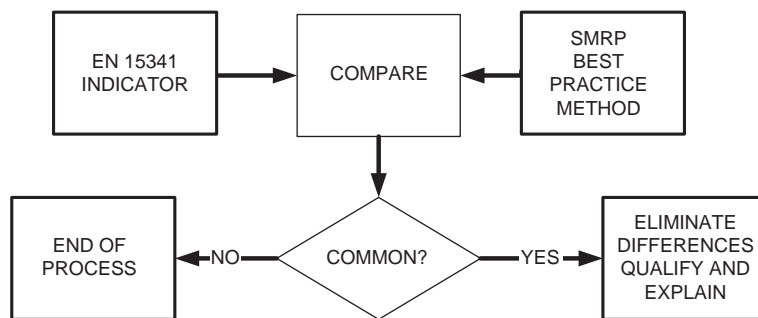 EN 15341
INDICATOR
COMPARE
SMRP
BEST
PRACTICE
METHOD
END OF
PROCESS
NO
COMMON?
YES
ELIMINATE
DIFFERENCES
QUALIFY AND
EXPLAIN